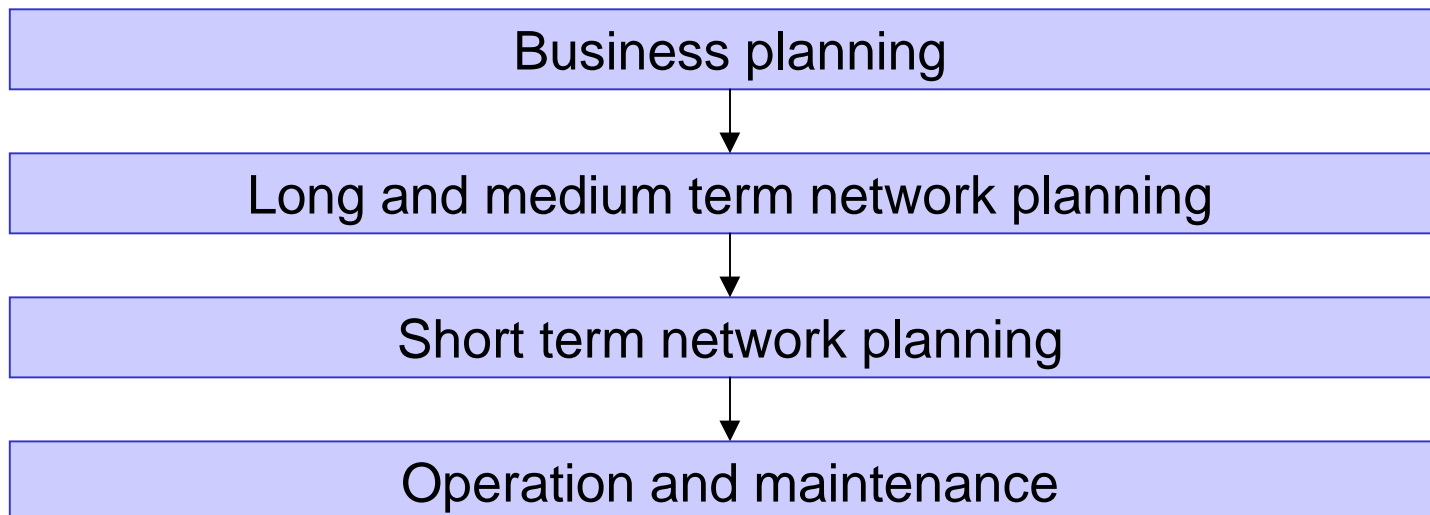 Business planning
Long and medium term network planning
Short term network planning
Operation and maintenance